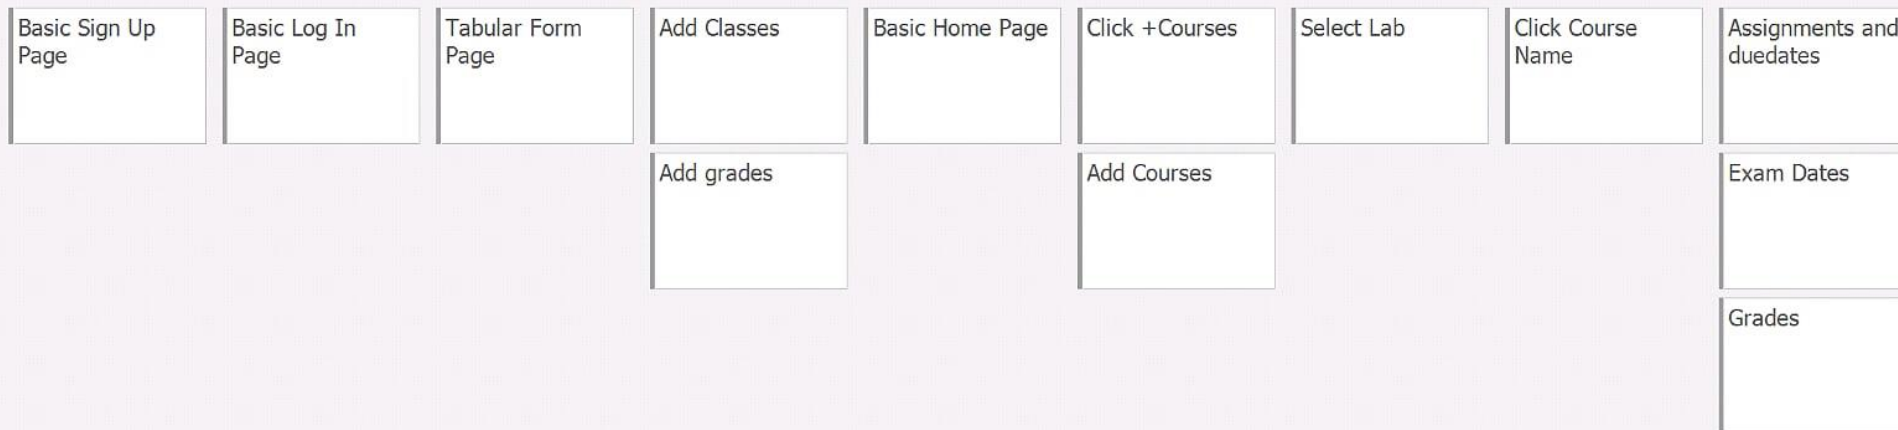 Basic Sign Up
Page
Basic Log In
Page
Tabular Form
Page
Add Classes
Basic Home Page
Click +Courses
Select Lab
Click Course
Name
Assignments and
duedates
Add grades
Add Courses
Exam Dates
Grades